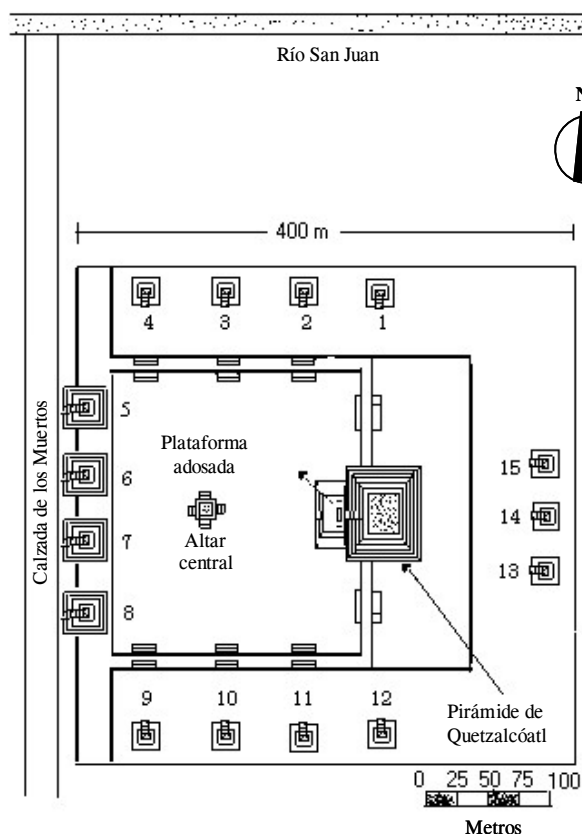 Río San Juan
N
400 m
4 3 2 1
5
Calzada de los Muertos
Plataforma
adosada
6
15
14
Altar
central
7
13
8
9 10 11 12
Pirámide de
Quetzalcóatl
0 25 50 75 100
Metros